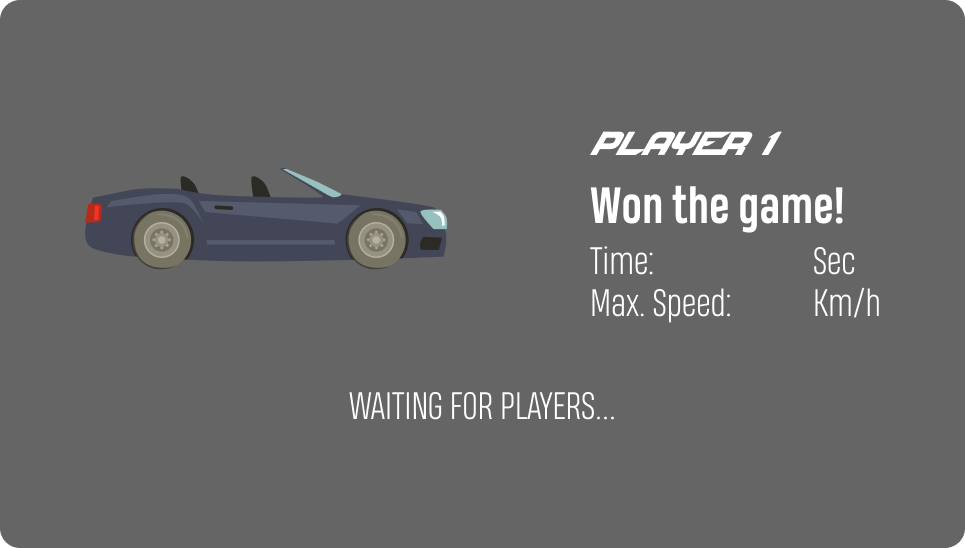 PLAYER 1
Won the game!
Time: Sec
Max. Speed: Km/h
WAITING FOR PLAYERS...